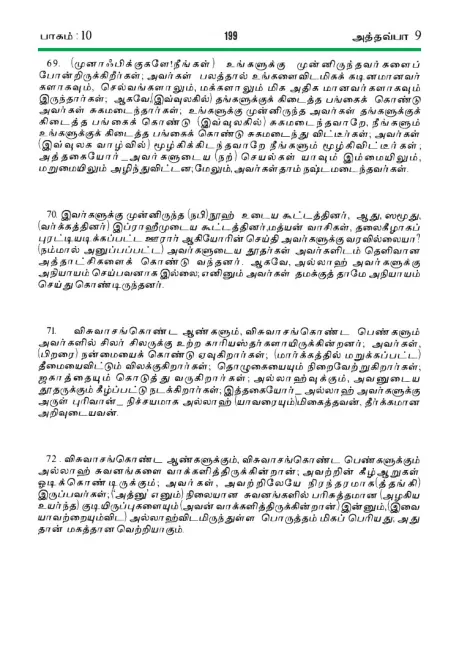 பாகம் : 10 199 அத்தவ்பா 9
69. (முனாஃபிக்குகளே! நீங்கள்) உங்களுக்கு முன்னிருந்தவர்களைப்
போன்றிருக்கிறீர்கள்; அவர்கள் பலத்தால் உங்களைவிடமிகக் கடினமானவர்
களாகவும், செல்வங்களாலும், மக்களாலும் மிக அதிக மானவர்களாகவும்
இருந்தார்கள்; ஆகவே,(இவ்வுலகில்) தங்களுக்குக் கிடைத்த பங்கைக் கொண்டு
அவர்கள் சுகமடைந்தார்கள்; உங்களுக்கு முன்னிருந்த அவர்கள் தங்களுக்குக்
கிடைத்த பங்கைக் கொண்டு (இவ்வுலகில்) சுகமடைந்தவாறே, நீங்களும்
உங்களுக்குக் கிடைத்த பங்கைக் கொண்டு சுகமடைந்து விட்டீர்கள்; அவர்கள்
(இவ்வுலக வாழ்வில்) மூழ்கிக்கிடந்தவாறே நீங்களும் மூழ்கிவிட்டீர்கள்;
அத்தகையோர் _அவர்களுடைய (நற்) செயல்கள் யாவும் இம்மையிலும்,
மறுமையிலும் அழிந்துவிட்டன; மேலும், அவர்கள்தாம் நஷ்டமடைந்தவர்கள்.
70. இவர்களுக்கு முன்னிருந்த (நபி)நூஹ் உடைய கூட்டத்தினர், ஆது, ஸமூது,
(வர்க்கத்தினர்) இப்ராஹீமுடைய கூட்டத்தினர்,மத்யன் வாசிகள், தலைகீழாகப்
புரட்டியடிக்கப்பட்ட ஊரார் ஆகியோரின் செய்தி அவர்களுக்கு வரவில்லையா?
(நம்மால் அனுப்பப்பட்ட) அவர்களுடைய தூதர்கள் அவர்களிடம் தெளிவான
அத்தாட்சிகளைக் கொண்டு வந்தனர். ஆகவே, அல்லாஹ் அவர்களுக்கு
அநியாயம் செய்பவனாக இல்லை; எனினும் அவர்கள் தமக்குத் தாமே அநியாயம்
செய்து கொண்டிருந்தனர்.
71. விசுவாசங்கொண்ட ஆண்களும், விசுவாசங்கொண்ட பெண்களும்
அவர்களில் சிலர் சிலருக்கு உற்ற காரியஸ்தர்களாயிருக்கின்றனர்; அவர்கள்,
(பிறரை) நன்மையைக் கொண்டு ஏவுகிறார்கள்; (மார்க்கத்தில் மறுக்கப்பட்ட)
தீமையைவிட்டும் விலக்குகிறார்கள்; தொழுகையையும் நிறைவேற்றுகிறார்கள்;
ஜகாத்தையும் கொடுத்து வருகிறார்கள்; அல்லாஹ்வுக்கும், அவனுடைய
தூதருக்கும் கீழ்ப்பட்டு நடக்கிறார்கள்; இத்தகையோர் _ அல்லாஹ் அவர்களுக்கு
அருள் புரிவான்_ நிச்சயமாக அல்லாஹ் (யாவரையும்)மிகைத்தவன், தீர்க்கமான
அறிவுடையவன்.
72. விசுவாசங்கொண்ட ஆண்களுக்கும், விசுவாசங்கொண்ட பெண்களுக்கும்
அல்லாஹ் சுவனங்களை வாக்களித்திருக்கின்றான்; அவற்றின் கீழ்ஆறுகள்
ஓடிக்கொண்டிருக்கும்; அவர்கள், அவற்றிலேயே நிரந்தரமாக(த்தங்கி)
இருப்பவர்கள்; ('அத்னு' எனும்) நிலையான சுவனங்களில் பரிசுத்தமான (அழகிய
உயர்ந்த) குடியிருப்புகளையும் (அவன் வாக்களித்திருக்கின்றான்.) இன்னும்,(இவை
யாவற்றையும்விட) அல்லாஹ்விடமிருந்துள்ள பொருத்தம் மிகப் பெரியது, அது
தான் மகத்தான வெற்றியாகும்.